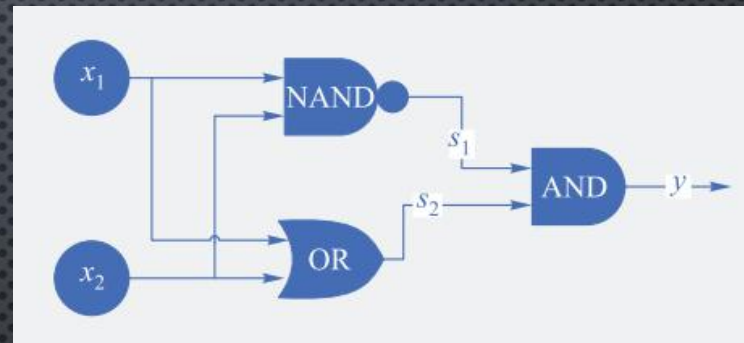 x₁
NAND
s₁
AND
y
s₂
OR
x₂